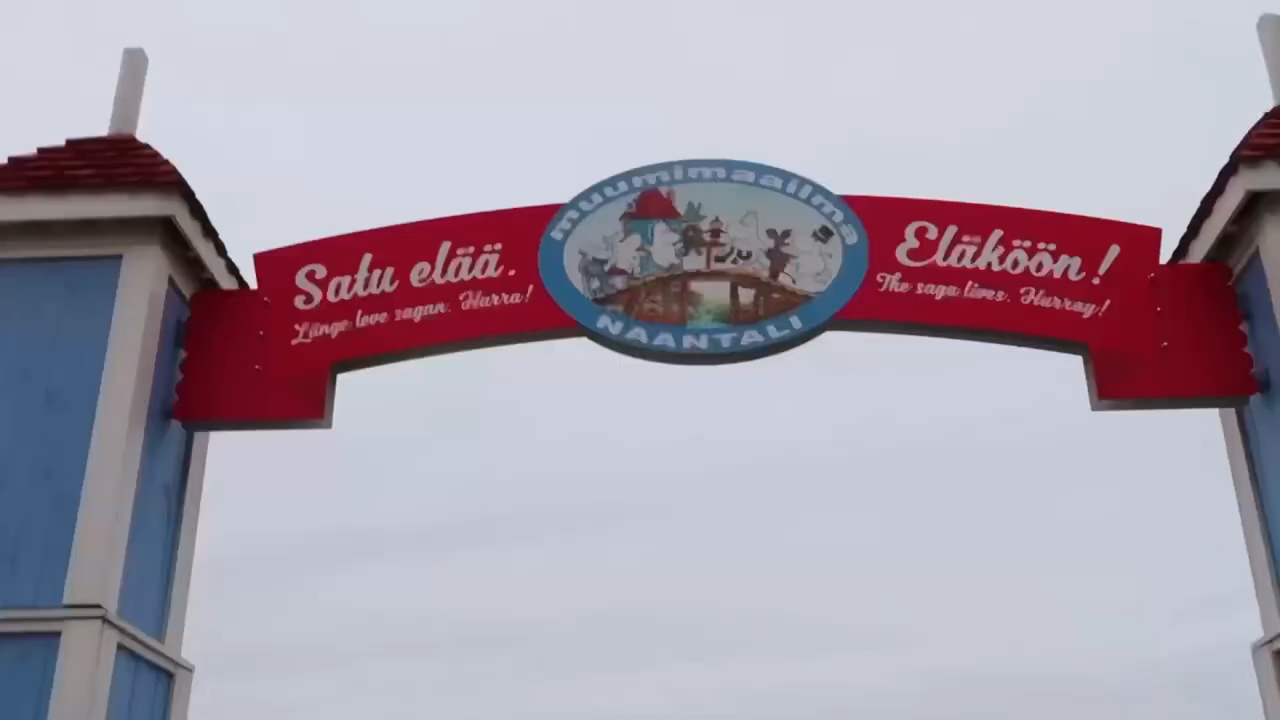 Satu elää.
Länge leve sagan. Hurra!
muumimaailma
NAANTALI
Eläköön!
The saga lives. Hurray!